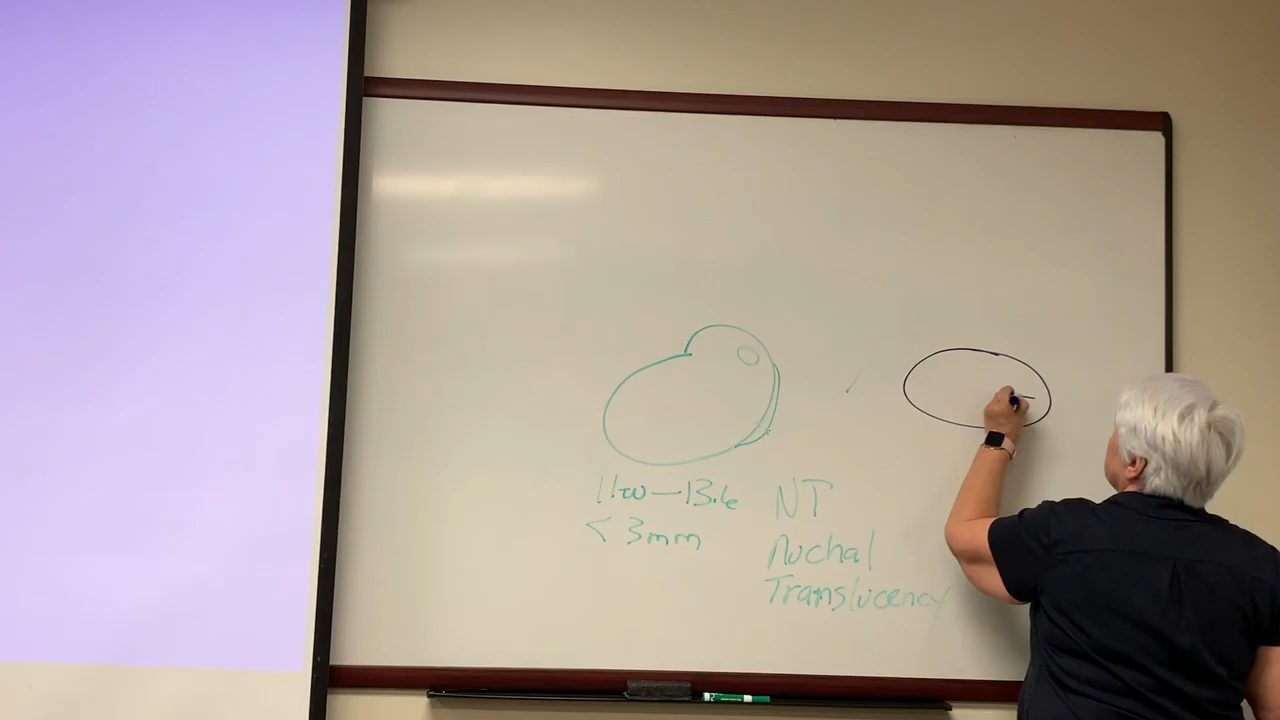 11w—13.6
< 3mm
NT
Nuchal
Translucency